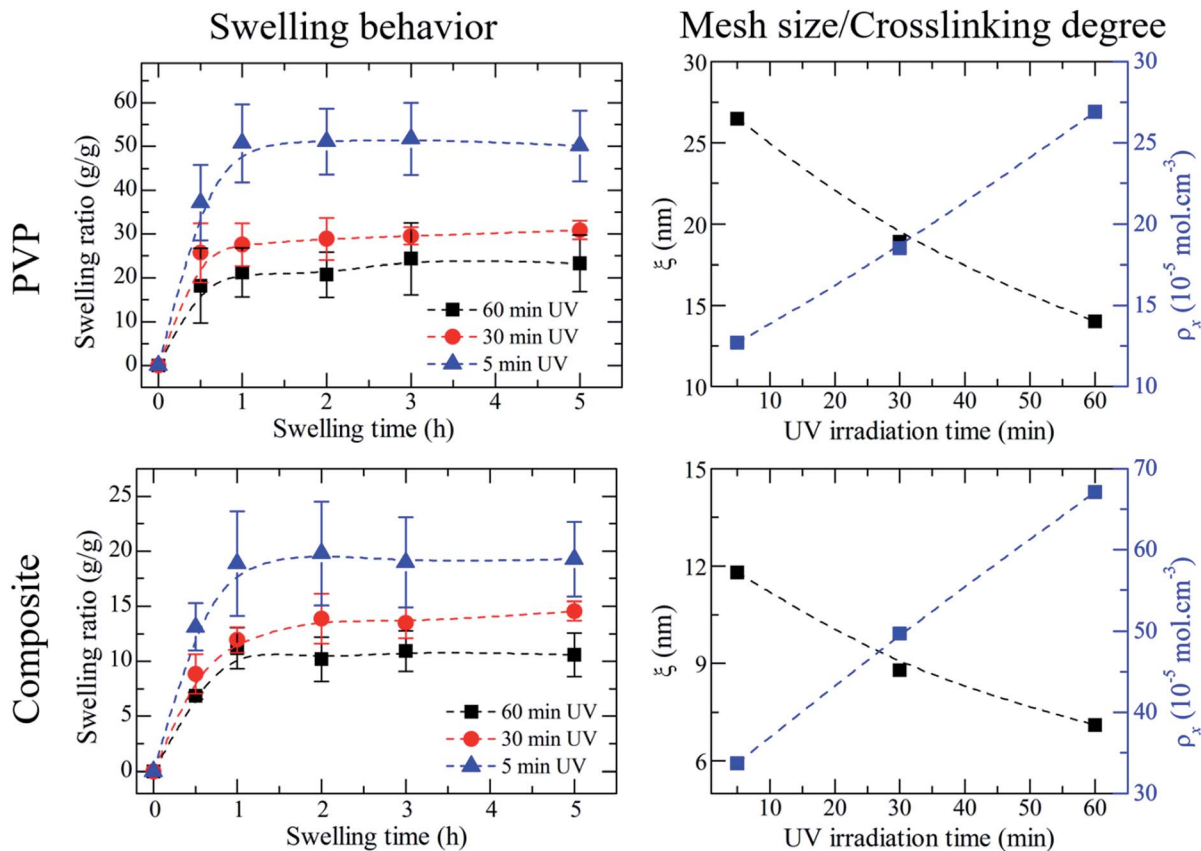 Swelling behavior
Mesh size/Crosslinking degree
PVP
Swelling ratio (g/g)
60
50
40
30
20
10
0
60 min UV
30 min UV
5 min UV
0 1 2 3 4 5
Swelling time (h)
ξ (nm)
30
25
20
15
10
10 20 30 40 50 60
UV irradiation time (min)
30
25
20
15
10
ρx (10-5 mol.cm-3)
Composite
Swelling ratio (g/g)
25
20
15
10
5
0
60 min UV
30 min UV
5 min UV
0 1 2 3 4 5
Swelling time (h)
ξ (nm)
15
12
9
6
10 20 30 40 50 60
UV irradiation time (min)
70
60
50
40
30
ρx (10-5 mol.cm-3)